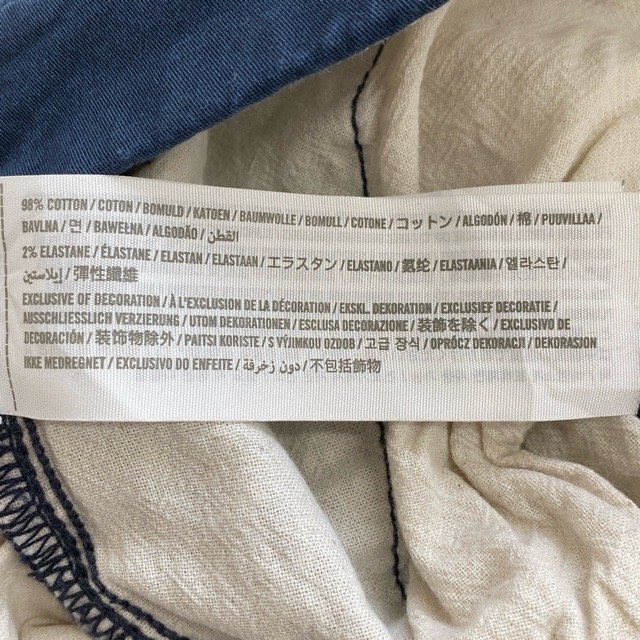 98% COTTON / COTON / BOMULD / KATOEN / BAUMWOLLE / BOMULL / COTONE / コットン / ALGODÓN / 棉 / PUUVILLAA /
BAVLNA / 면 / BAWEŁNA / ALGODÃO / القطن
2% ELASTANE / ÉLASTANE / ELASTAN / ELASTAAN / エラスタン / ELASTANO / 氨纶 / ELASTAANIA / 엘라스탄 /
إيلاستين / 彈性纖維
EXCLUSIVE OF DECORATION / À L'EXCLUSION DE LA DÉCORATION / EKSKL. DEKORATION / EXCLUSIEF DECORATIE /
AUSSCHLIESSLICH VERZIERUNG / UTOM DEKORATIONEN / ESCLUSA DECORAZIONE / 装飾を除く / EXCLUSIVO DE
DECORACIÓN / 装饰物除外 / PAITSI KORISTE / S VÝJIMKOU OZDOB / 고급 장식 / OPRÓCZ DEKORACJI / DEKORASJON
IKKE MEDREGNET / EXCLUSIVO DO ENFEITE / دون زخرفة / 不包括飾物